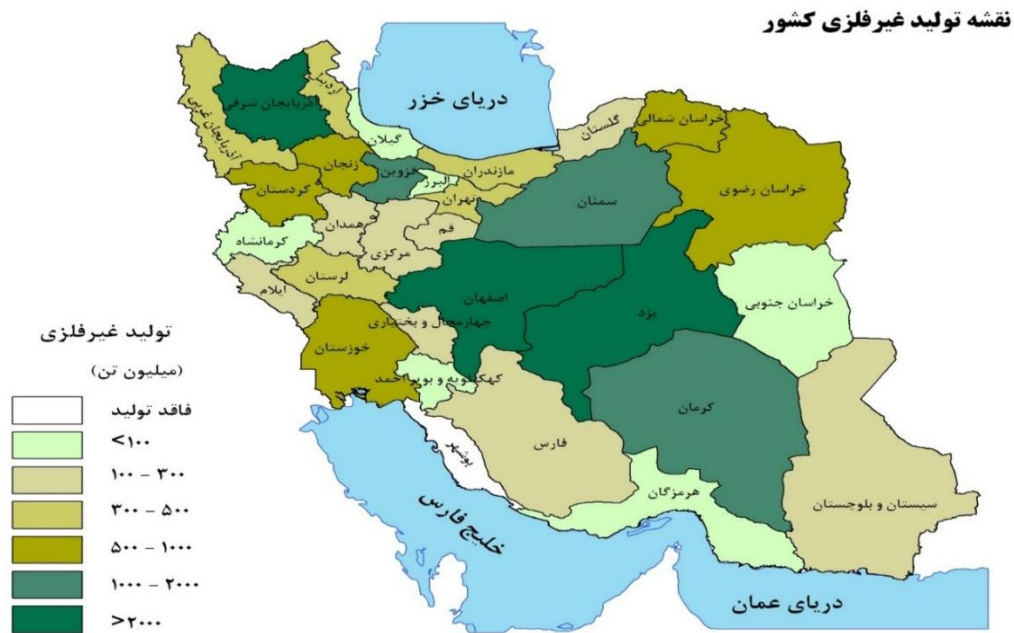 نقشه تولید غیرفلزی کشور
دریای خزر
اردبیل
آذربایجان شرقی
آذربایجان غربی
گیلان
گلستان
خراسان شمالی
زنجان
قزوین
البرز
مازندران
تهران
سمنان
خراسان رضوی
کردستان
همدان
قم
مرکزی
کرمانشاه
لرستان
ایلام
اصفهان
یزد
خراسان جنوبی
چهارمحال و بختیاری
خوزستان
کهکیلویه و بویراحمد
کرمان
فارس
بوشهر
هرمزگان
سیستان و بلوچستان
خلیج فارس
دریای عمان
تولید غیرفلزی
(میلیون تن)
فاقد تولید
<۱۰۰
۱۰۰ – ۳۰۰
۳۰۰ – ۵۰۰
۵۰۰ – ۱۰۰۰
۱۰۰۰ – ۲۰۰۰
>۲۰۰۰